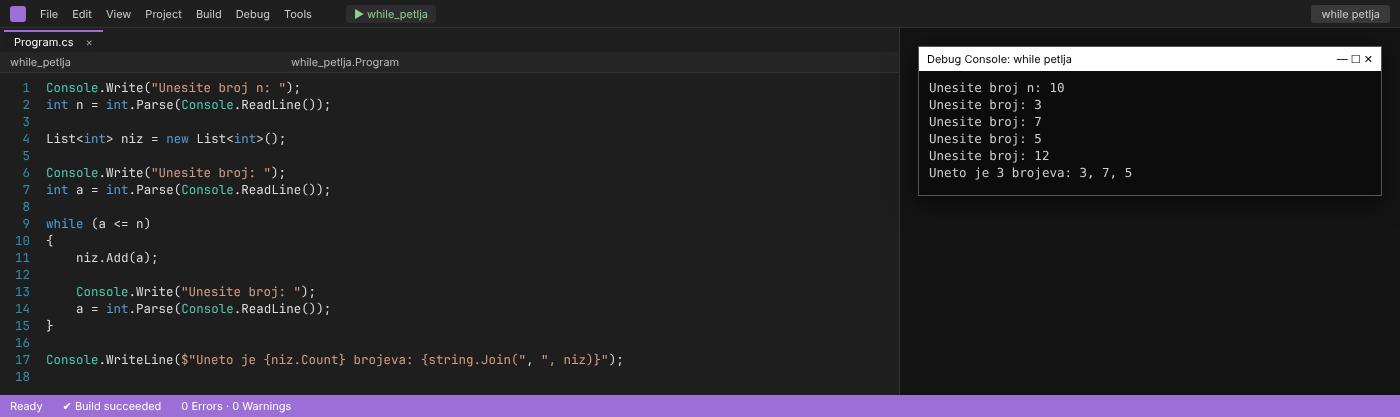 File Edit View Project Build Debug Tools ▶ while_petlja while petlja
Program.cs ×
while_petlja while_petlja.Program
1 Console.Write("Unesite broj n: ");
2 int n = int.Parse(Console.ReadLine());
3
4 List<int> niz = new List<int>();
5
6 Console.Write("Unesite broj: ");
7 int a = int.Parse(Console.ReadLine());
8
9 while (a <= n)
10 {
11     niz.Add(a);
12
13     Console.Write("Unesite broj: ");
14     a = int.Parse(Console.ReadLine());
15 }
16
17 Console.WriteLine($"Uneto je {niz.Count} brojeva: {string.Join(", ", niz)}");
18
Debug Console: while petlja — ☐ ✕
Unesite broj n: 10
Unesite broj: 3
Unesite broj: 7
Unesite broj: 5
Unesite broj: 12
Uneto je 3 brojeva: 3, 7, 5
Ready ✔ Build succeeded 0 Errors · 0 Warnings